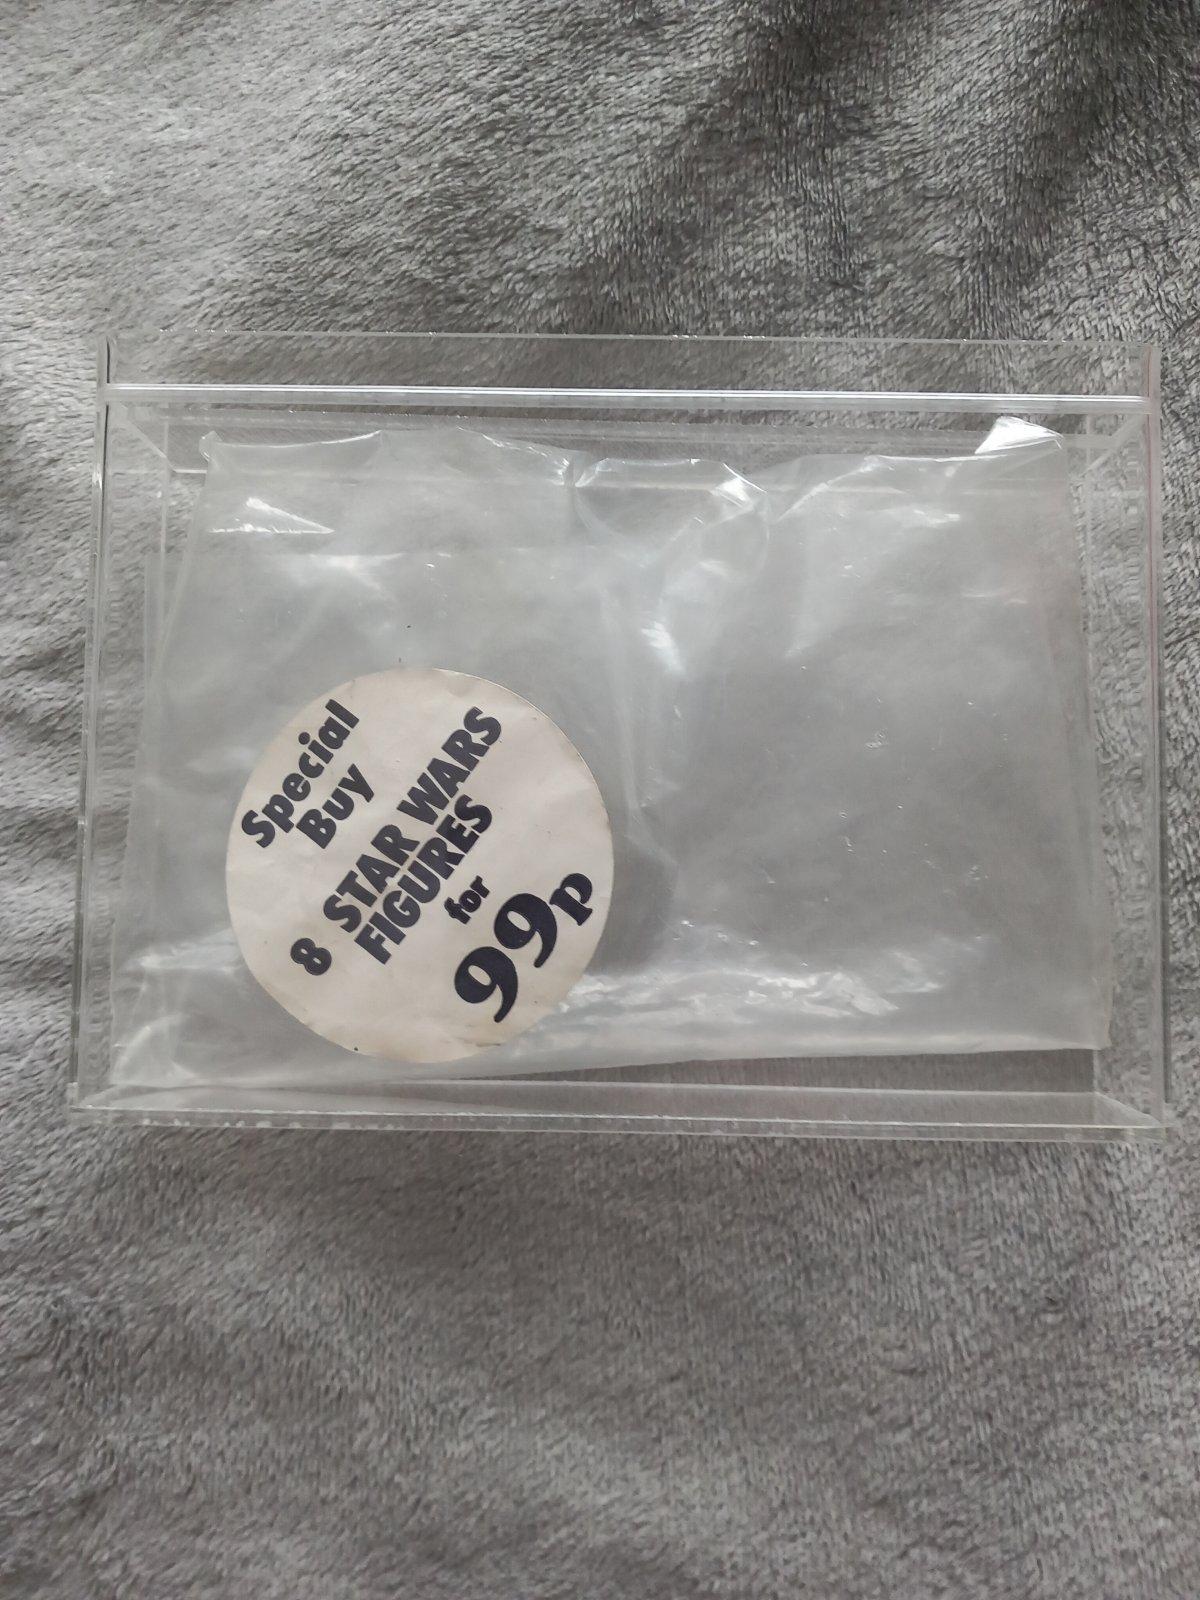 Special
Buy
8 STAR WARS
FIGURES
for
99p